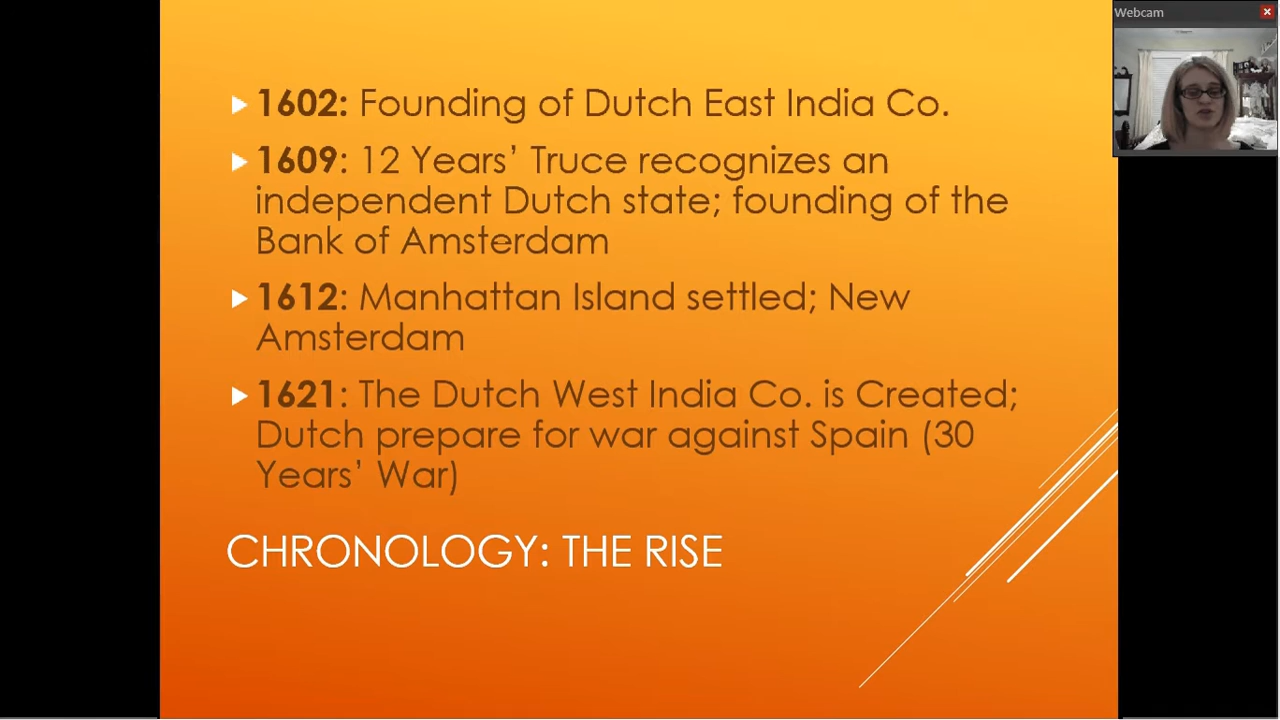 Webcam
1602: Founding of Dutch East India Co.
1609: 12 Years’ Truce recognizes an
independent Dutch state; founding of the
Bank of Amsterdam
1612: Manhattan Island settled; New
Amsterdam
1621: The Dutch West India Co. is Created;
Dutch prepare for war against Spain (30
Years’ War)
CHRONOLOGY: THE RISE